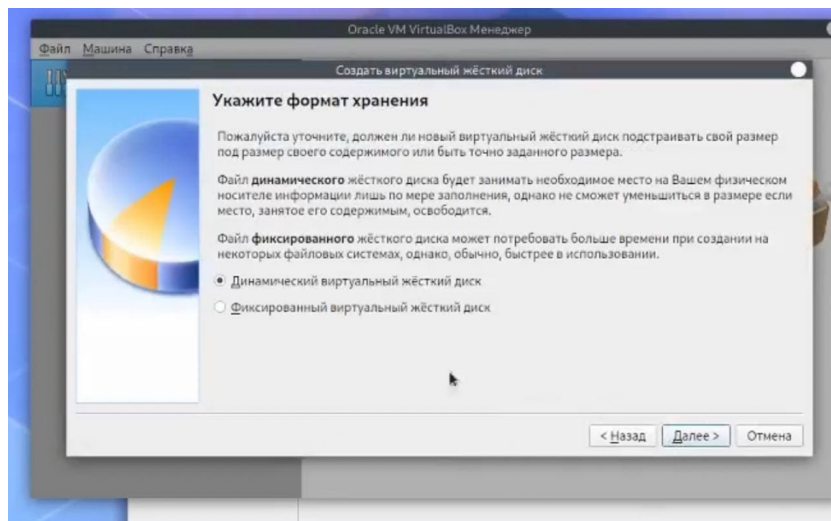 Oracle VM VirtualBox Менеджер
Файл Машина Справка
Создать виртуальный жёсткий диск
Укажите формат хранения
Пожалуйста уточните, должен ли новый виртуальный жёсткий диск подстраивать свой размер
под размер своего содержимого или быть точно заданного размера.
Файл динамического жёсткого диска будет занимать необходимое место на Вашем физическом
носителе информации лишь по мере заполнения, однако не сможет уменьшиться в размере если
место, занятое его содержимым, освободится.
Файл фиксированного жёсткого диска может потребовать больше времени при создании на
некоторых файловых системах, однако, обычно, быстрее в использовании.
Динамический виртуальный жёсткий диск
Фиксированный виртуальный жёсткий диск
< Назад Далее > Отмена